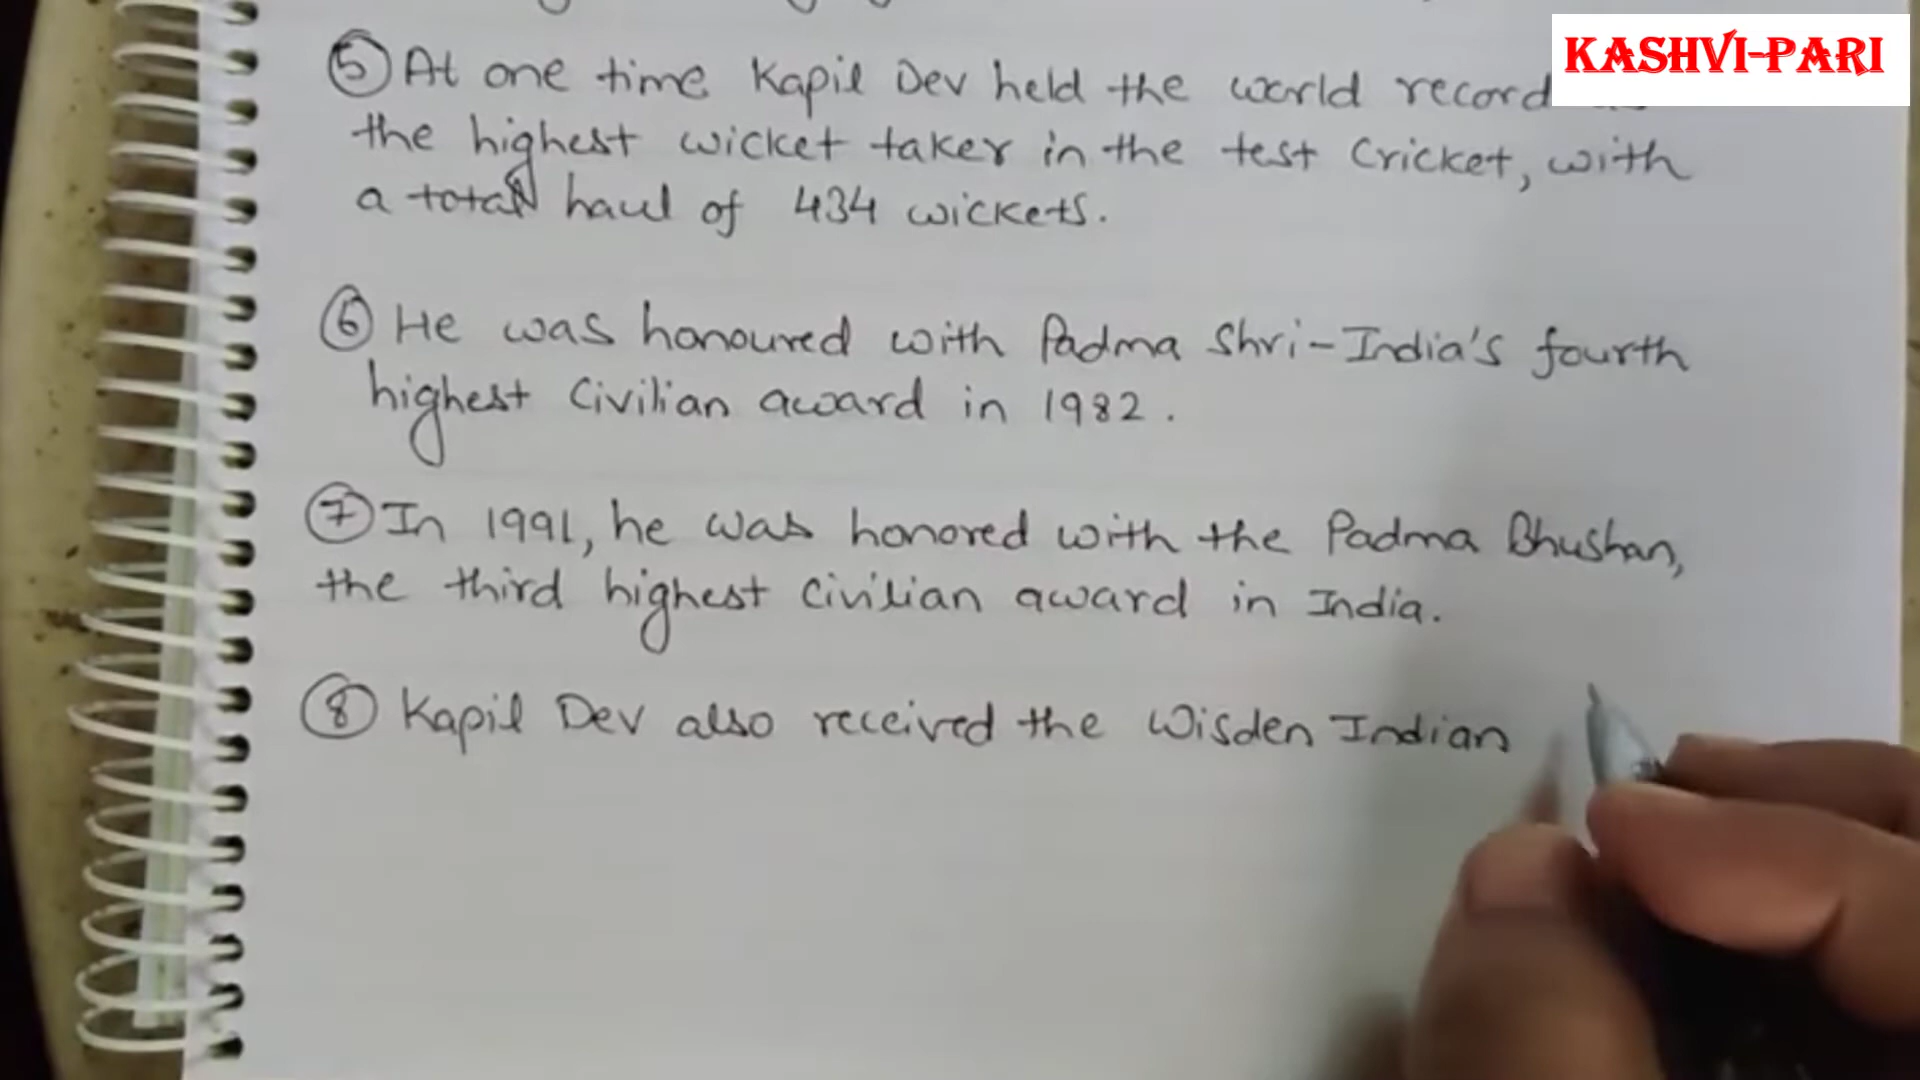 KASHVI-PARI
⑤ At one time Kapil Dev held the world record
the highest wicket taker in the test Cricket, with
a total haul of 434 wickets.
⑥ He was honoured with Padma Shri-India's fourth
highest Civilian award in 1982.
⑦ In 1991, he was honored with the Padma Bhushan,
the third highest Civilian award in India.
⑧ Kapil Dev also received the Wisden Indian